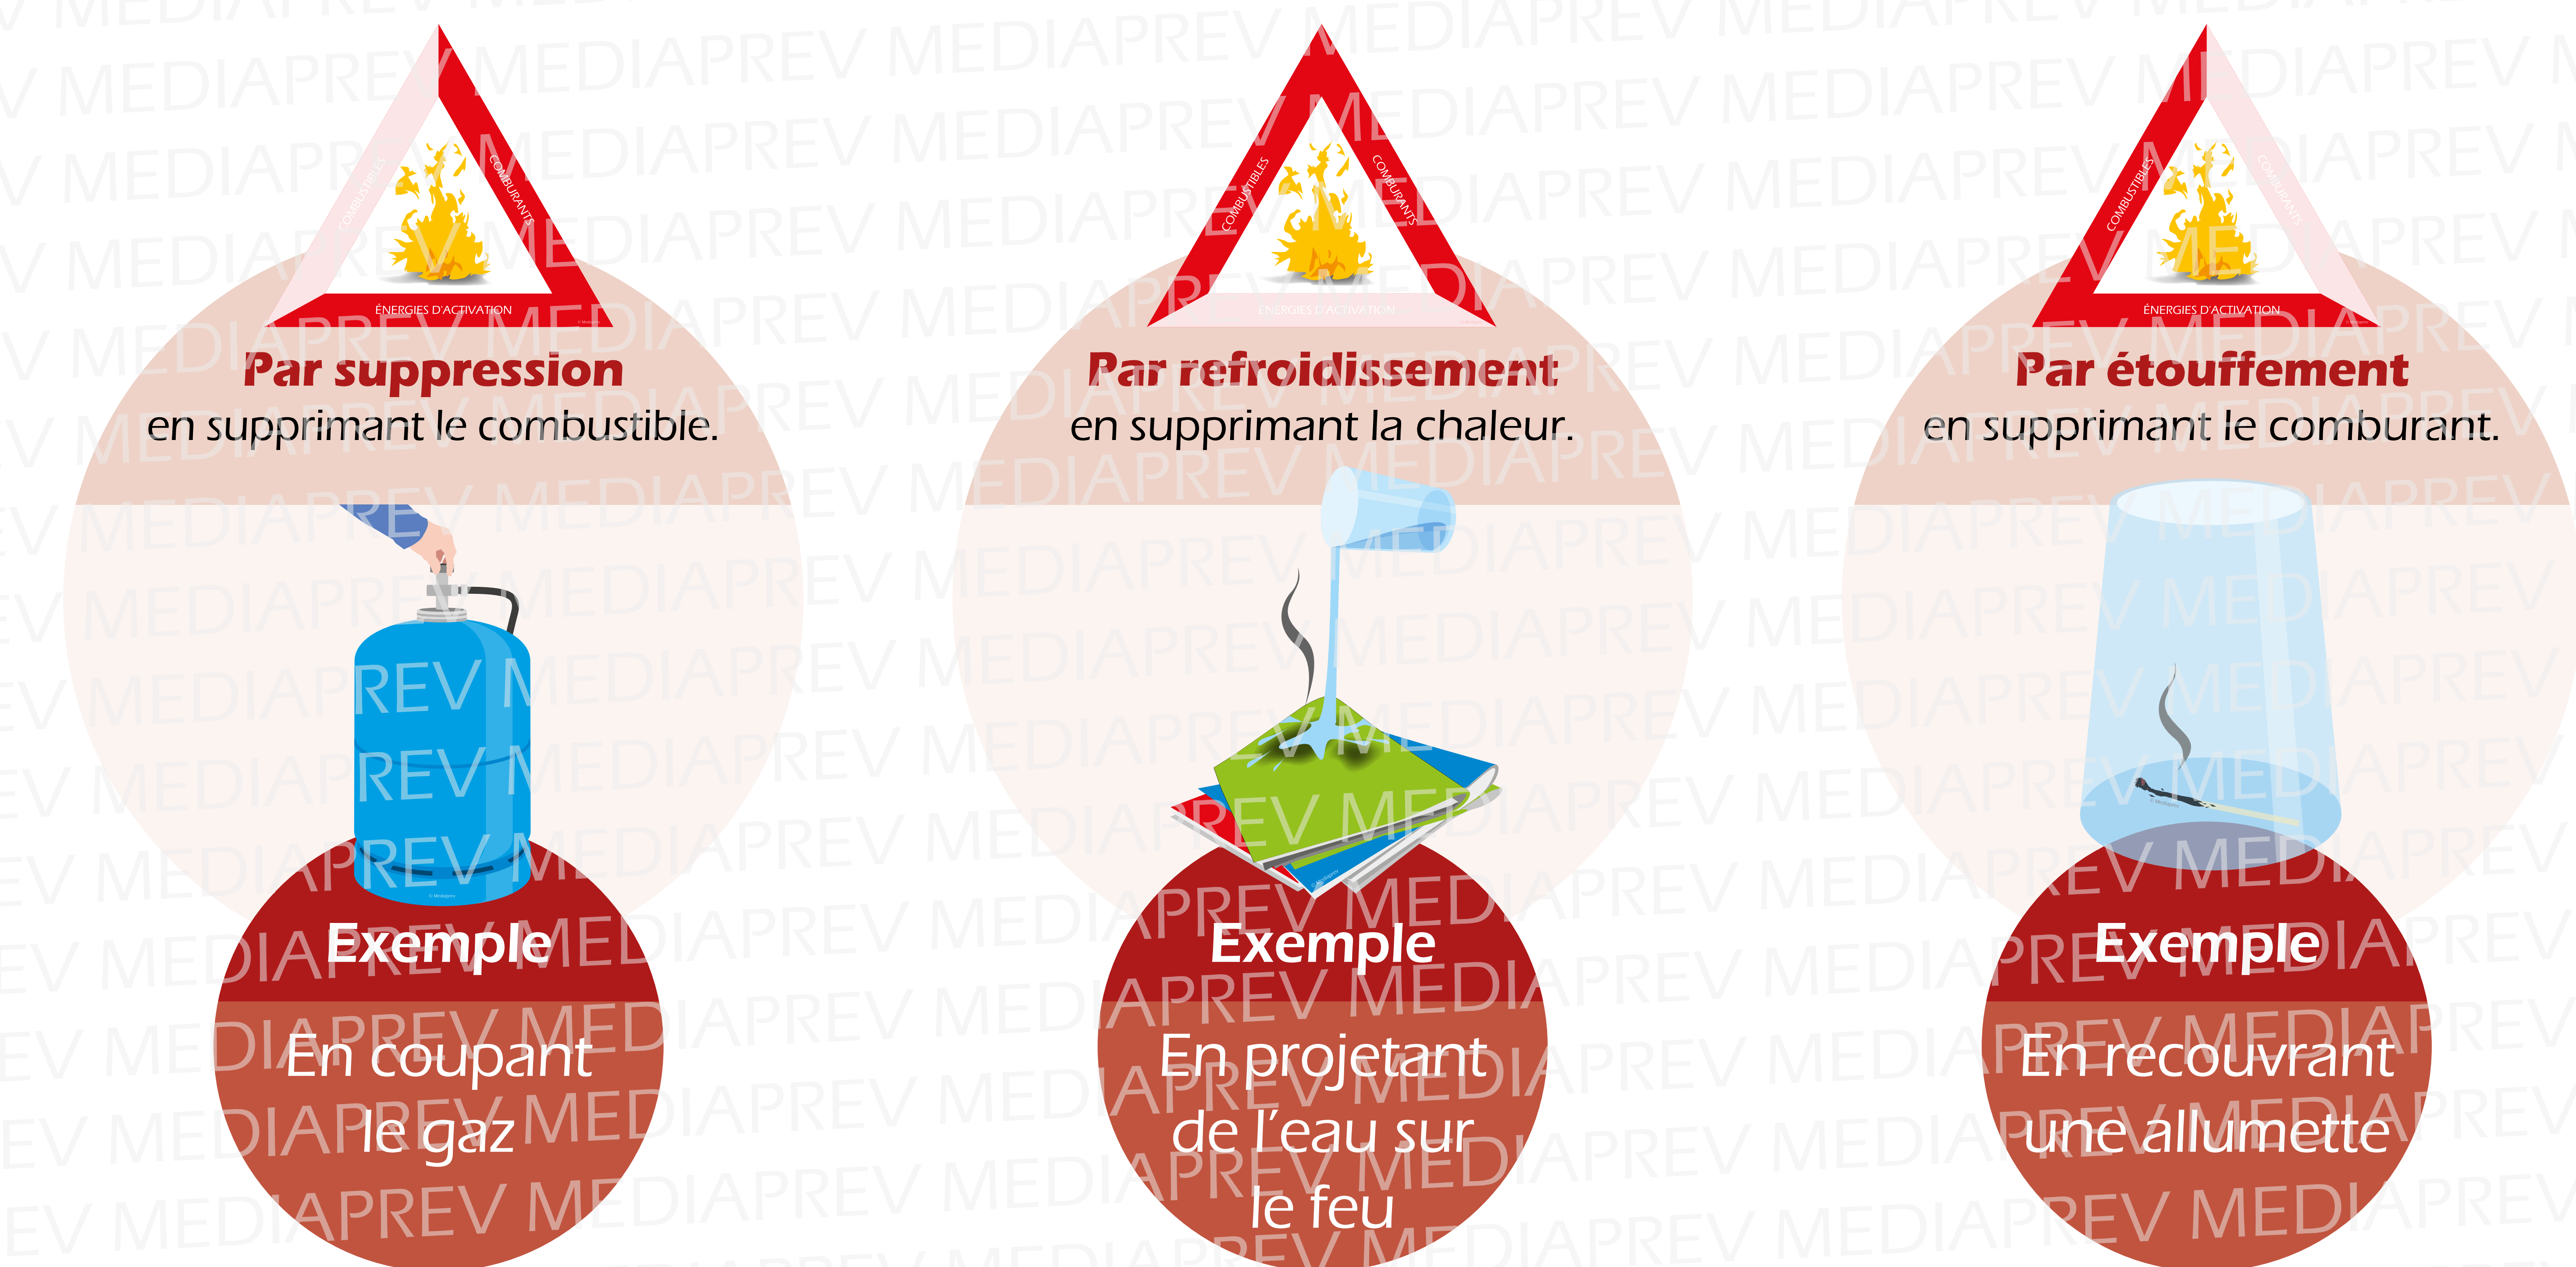 COMBUSTIBLES
COMBURANTS
ÉNERGIES D'ACTIVATION
Par suppression
en supprimant le combustible.
© Mediaprev
Exemple
En coupant
le gaz
COMBUSTIBLES
COMBURANTS
ÉNERGIES D'ACTIVATION
Par refroidissement
en supprimant la chaleur.
© Mediaprev
Exemple
En projetant
de l'eau sur
le feu
COMBUSTIBLES
COMBURANTS
ÉNERGIES D'ACTIVATION
Par étouffement
en supprimant le comburant.
© Mediaprev
Exemple
En recouvrant
une allumette
MEDIAPREV